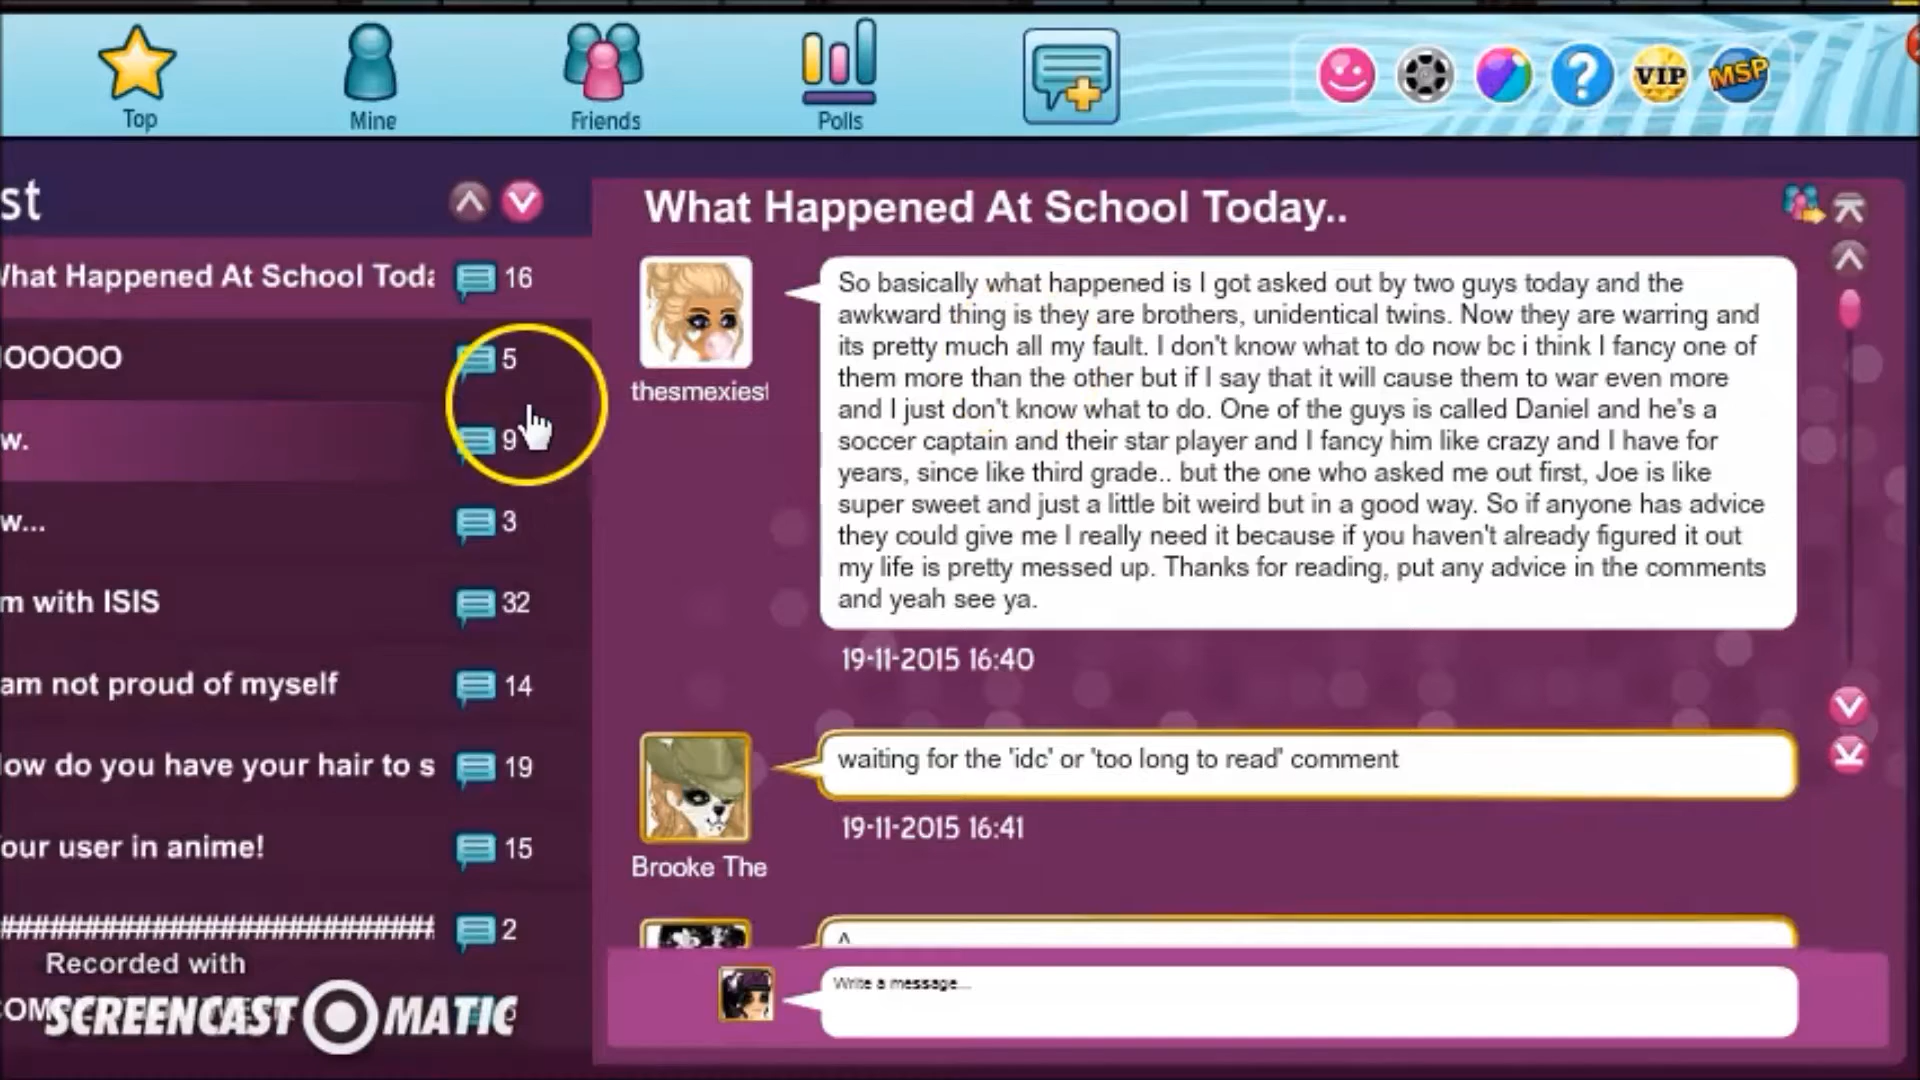 Top
Mine
Friends
Polls
VIP
MSP
st
What Happened At School Today..
What Happened At School Toda
16
So basically what happened is I got asked out by two guys today and the
awkward thing is they are brothers, unidentical twins. Now they are warring and
its pretty much all my fault. I don't know what to do now bc i think I fancy one of
them more than the other but if I say that it will cause them to war even more
and I just don't know what to do. One of the guys is called Daniel and he's a
soccer captain and their star player and I fancy him like crazy and I have for
years, since like third grade.. but the one who asked me out first, Joe is like
super sweet and just a little bit weird but in a good way. So if anyone has advice
they could give me I really need it because if you haven't already figured it out
my life is pretty messed up. Thanks for reading, put any advice in the comments
and yeah see ya.
thesmexiest
19-11-2015 16:40
OOOOO
5
w.
9
w...
3
m with ISIS
32
am not proud of myself
14
ow do you have your hair to s
19
our user in anime!
15
##############################
2
waiting for the 'idc' or 'too long to read' comment
19-11-2015 16:41
Brooke The
^
Write a message...
Recorded with
SCREENCAST MATIC